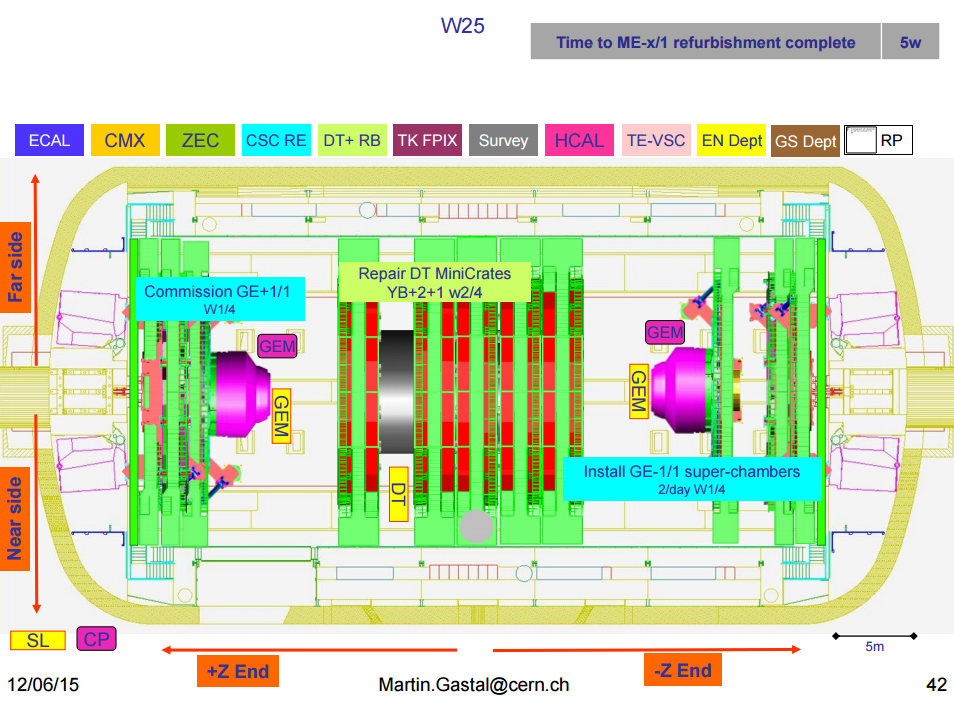 W25
Time to ME-x/1 refurbishment complete 5w
ECAL CMX ZEC CSC RE DT+ RB TK FPIX Survey HCAL TE-VSC EN Dept GS Dept RP
Far side
Commission GE+1/1
W1/4
Repair DT MiniCrates
YB+2+1 w2/4
GEM
GEM
GEM
GEM
DT
Install GE-1/1 super-chambers
2/day W1/4
Near side
SL CP
5m
+Z End
-Z End
12/06/15 Martin.Gastal@cern.ch 42